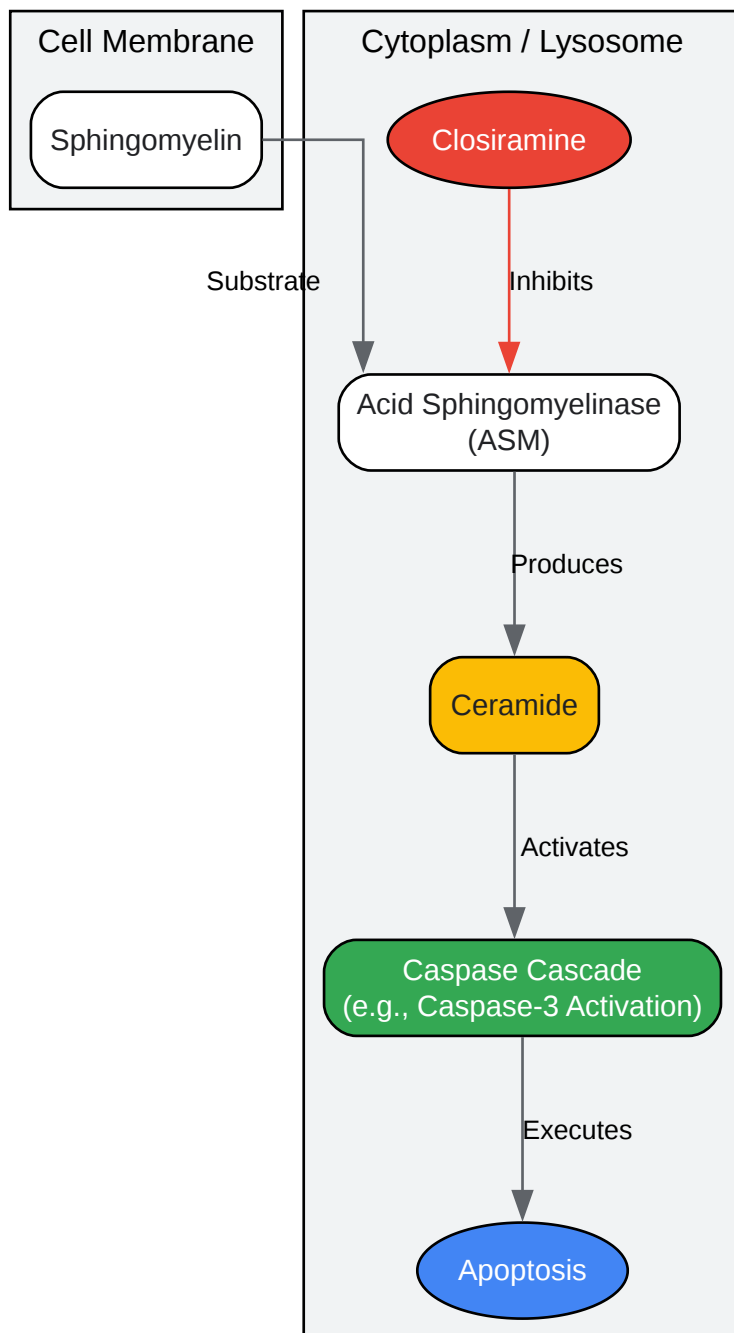 Cell Membrane
Cytoplasm / Lysosome
Sphingomyelin
Closiramine
Substrate
Inhibits
Acid Sphingomyelinase
(ASM)
Produces
Ceramide
Activates
Caspase Cascade
(e.g., Caspase-3 Activation)
Executes
Apoptosis